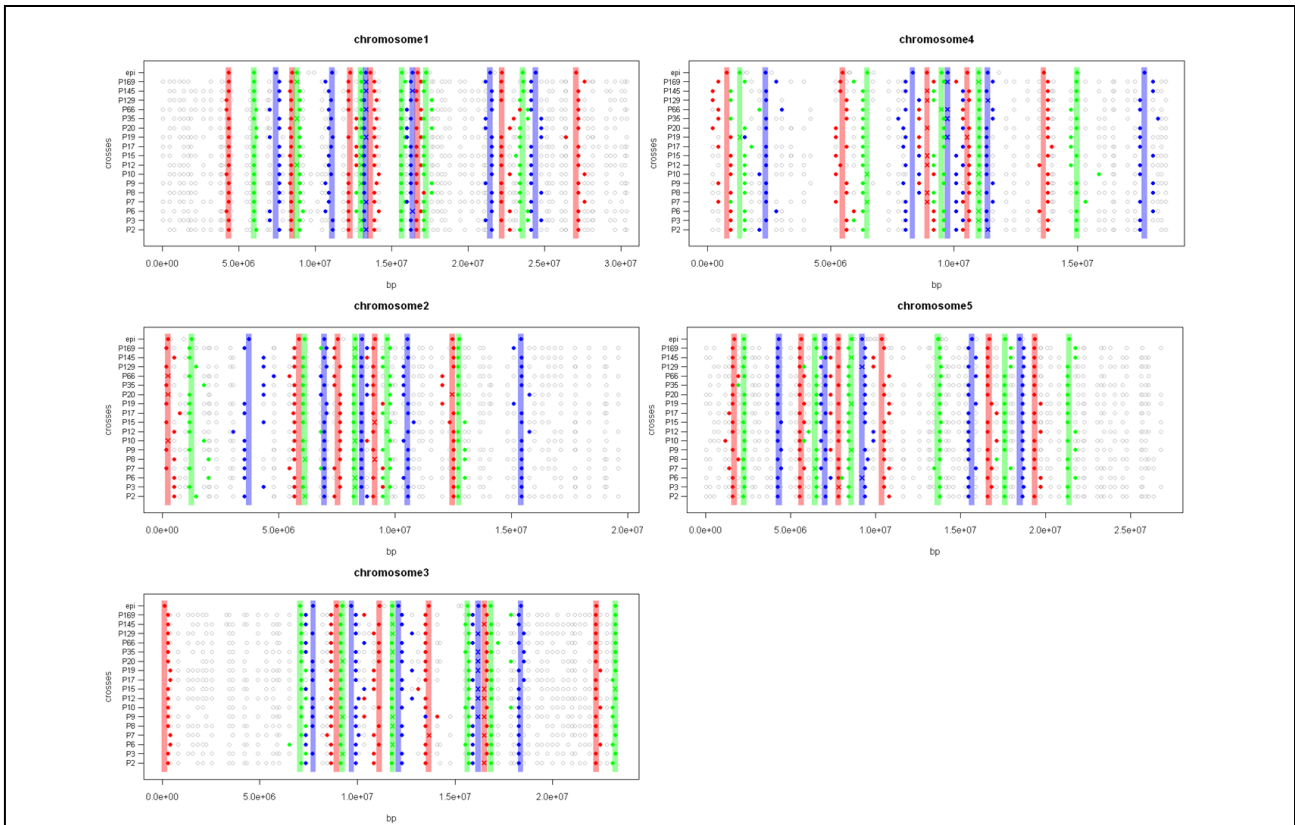 chromosome1
crosses
epi
P169
P145
P129
P66
P35
P20
P19
P17
P15
P12
P10
P9
P8
P7
P6
P3
P2
0.0e+00 5.0e+06 1.0e+07 1.5e+07 2.0e+07 2.5e+07 3.0e+07
bp
chromosome4
crosses
epi
P169
P145
P129
P66
P35
P20
P19
P17
P15
P12
P10
P9
P8
P7
P6
P3
P2
0.0e+00 5.0e+06 1.0e+07 1.5e+07
bp
chromosome2
crosses
epi
P169
P145
P129
P66
P35
P20
P19
P17
P15
P12
P10
P9
P8
P7
P6
P3
P2
0.0e+00 5.0e+06 1.0e+07 1.5e+07 2.0e+07
bp
chromosome5
crosses
epi
P169
P145
P129
P66
P35
P20
P19
P17
P15
P12
P10
P9
P8
P7
P6
P3
P2
0.0e+00 5.0e+06 1.0e+07 1.5e+07 2.0e+07 2.5e+07
bp
chromosome3
crosses
epi
P169
P145
P129
P66
P35
P20
P19
P17
P15
P12
P10
P9
P8
P7
P6
P3
P2
0.0e+00 5.0e+06 1.0e+07 1.5e+07 2.0e+07
bp